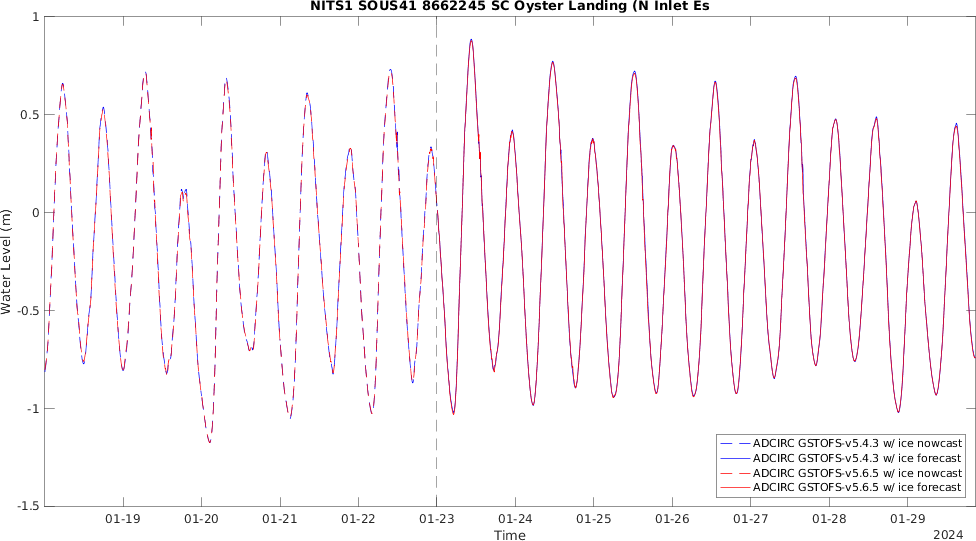 NITS1 SOUS41 8662245 SC Oyster Landing (N Inlet Es
1
0.5
0
-0.5
-1
-1.5
Water Level (m)
ADCIRC GSTOFS-v5.4.3 w/ ice nowcast
ADCIRC GSTOFS-v5.4.3 w/ ice forecast
ADCIRC GSTOFS-v5.6.5 w/ ice nowcast
ADCIRC GSTOFS-v5.6.5 w/ ice forecast
01-19 01-20 01-21 01-22 01-23 01-24 01-25 01-26 01-27 01-28 01-29
Time
2024